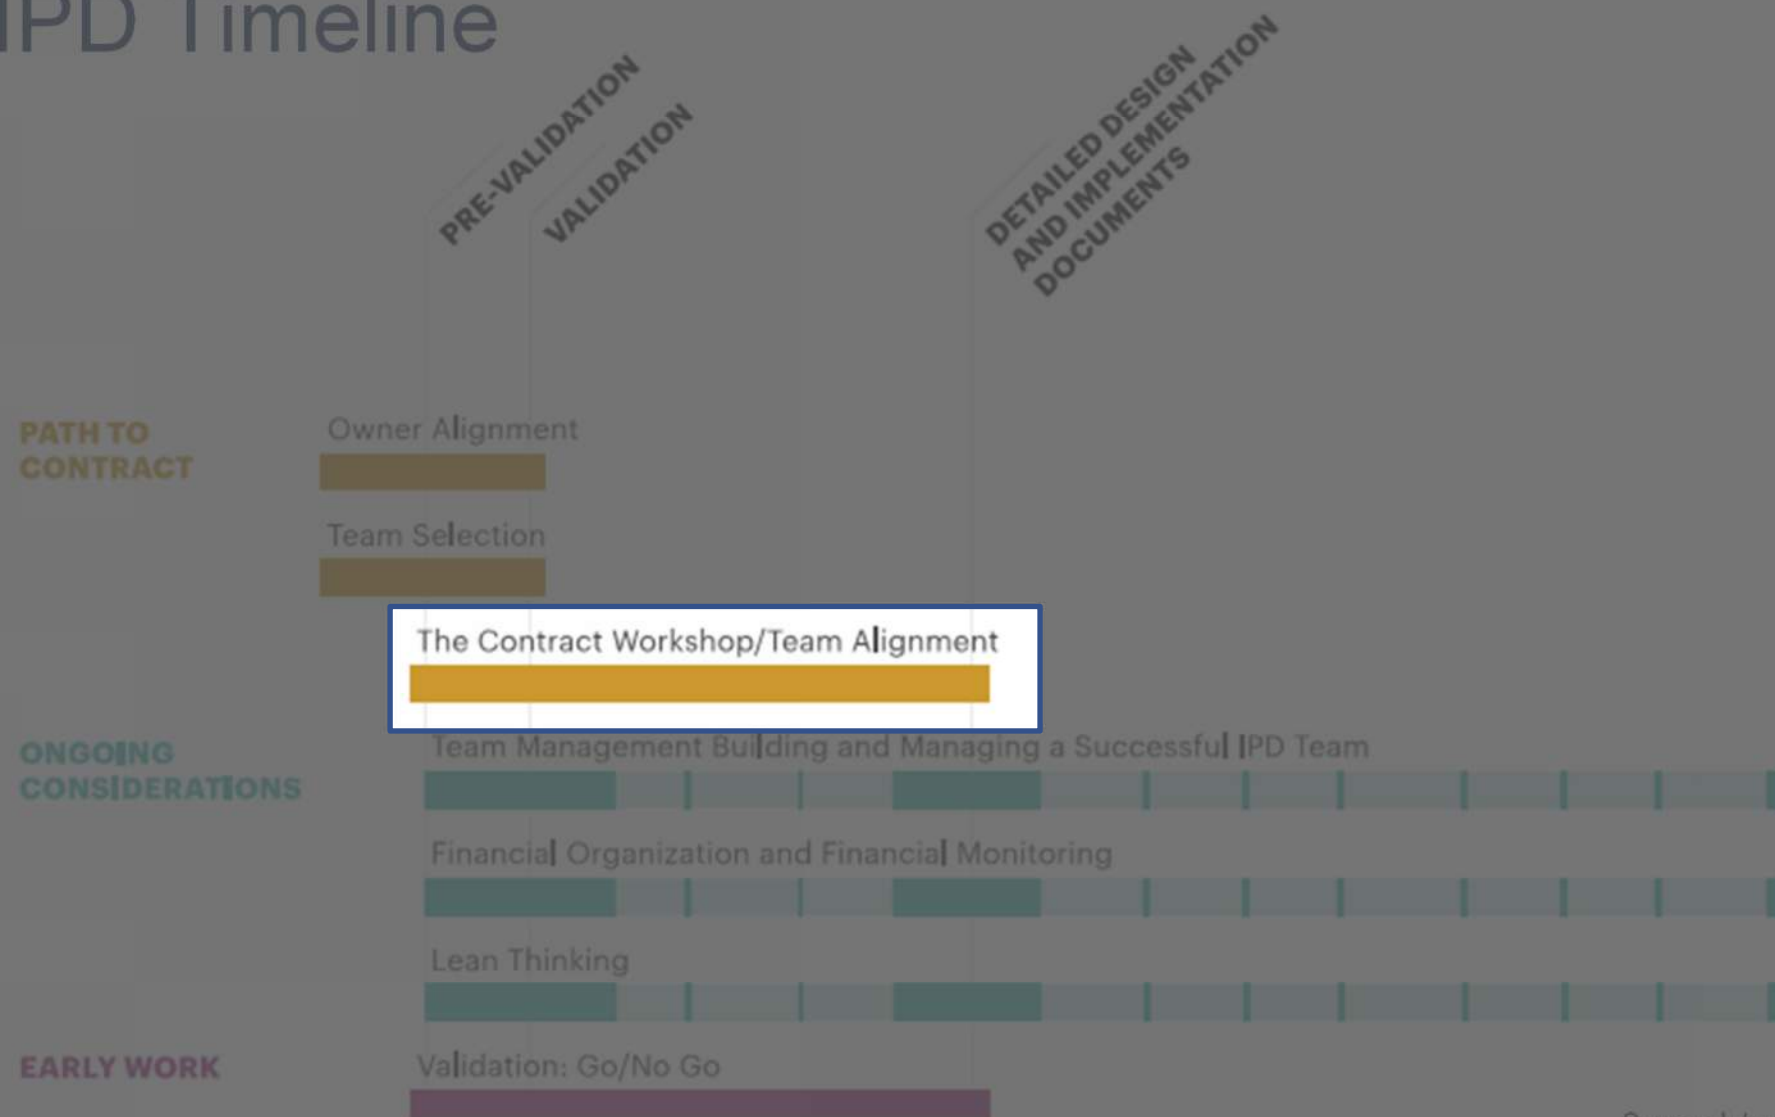 IPD Timeline
PRE-VALIDATION
VALIDATION
DETAILED DESIGN
AND IMPLEMENTATION
DOCUMENTS
PATH TO
CONTRACT
Owner Alignment
Team Selection
The Contract Workshop/Team Alignment
ONGOING
CONSIDERATIONS
Team Management Building and Managing a Successful IPD Team
Financial Organization and Financial Monitoring
Lean Thinking
EARLY WORK
Validation: Go/No Go